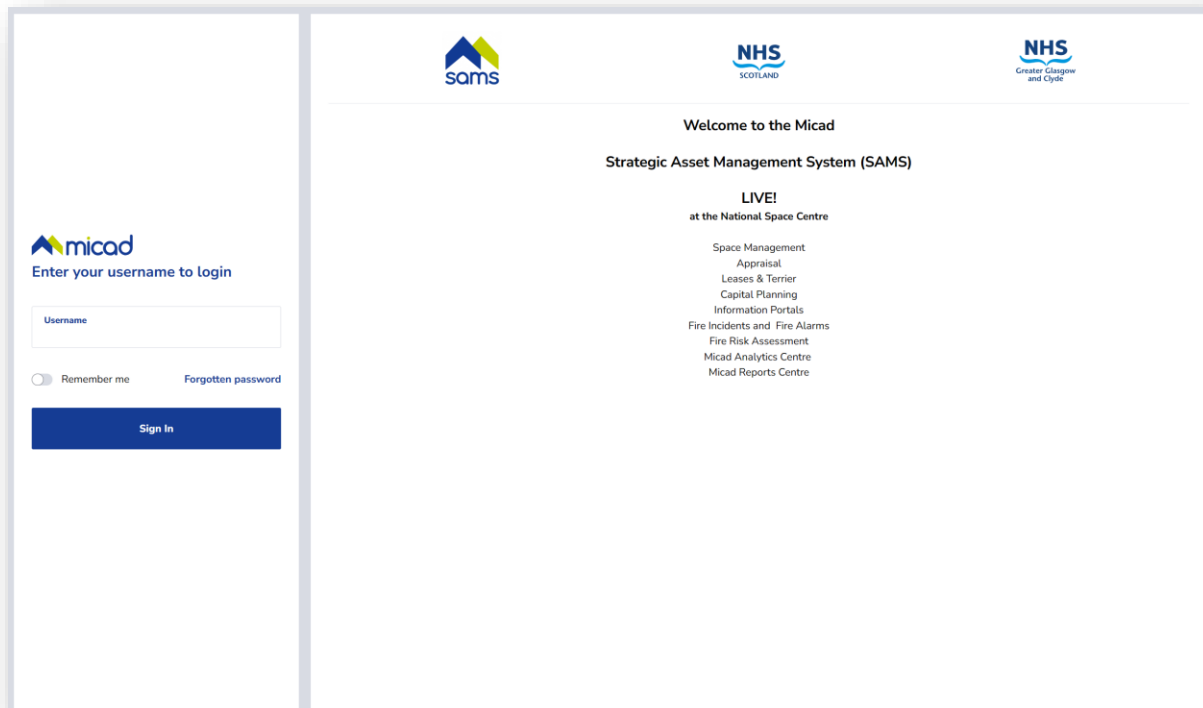 micad
Enter your username to login
Username
Remember me
Forgotten password
Sign In
sams
NHS
SCOTLAND
NHS
Greater Glasgow
and Clyde
Welcome to the Micad
Strategic Asset Management System (SAMS)
LIVE!
at the National Space Centre
Space Management
Appraisal
Leases & Terrier
Capital Planning
Information Portals
Fire Incidents and Fire Alarms
Fire Risk Assessment
Micad Analytics Centre
Micad Reports Centre